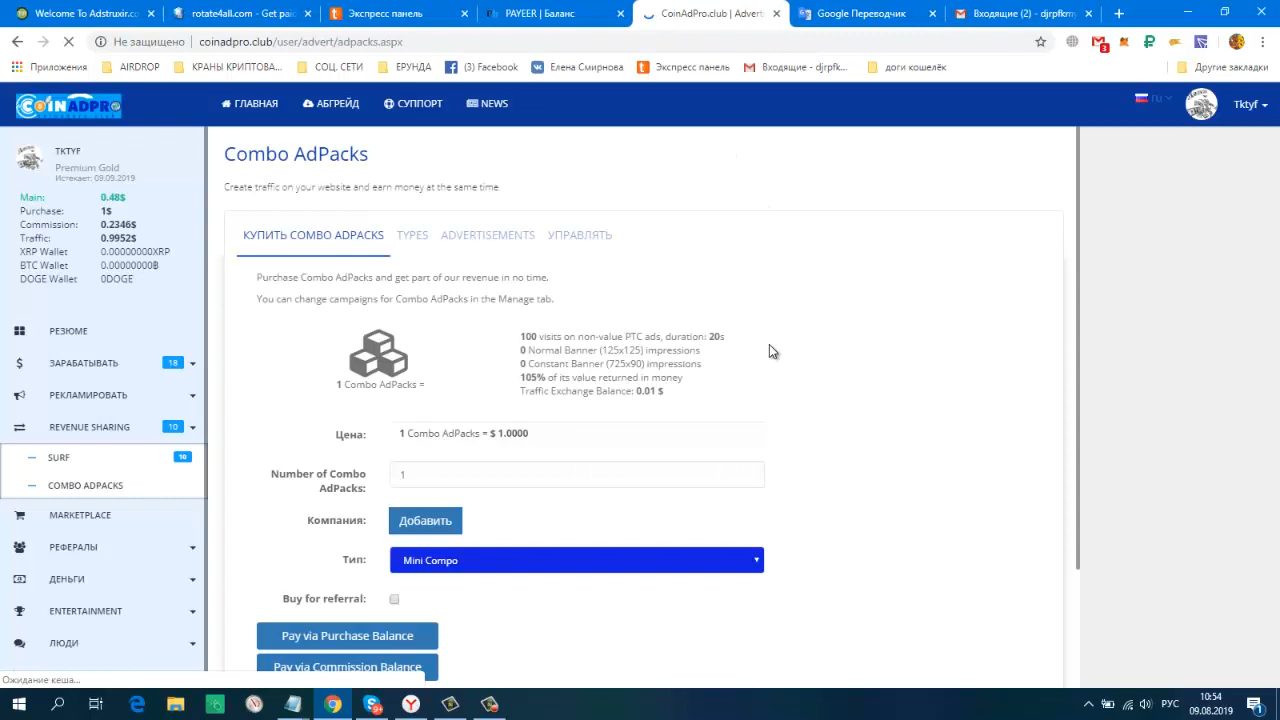 Welcome To Adstruxir.co
rotate4all.com - Get paid
Экспресс панель
PAYEER | Баланс
CoinAdPro.club | Advert
Google Переводчик
Входящие (2) - djrpfkmy
Не защищено
coinadpro.club/user/advert/adpacks.aspx
3
Приложения
AIRDROP
КРАНЫ КРИПТОВА...
СОЦ. СЕТИ
ЕРУНДА
(3) Facebook
Елена Смирнова
Экспресс панель
Входящие - djrpfk...
доги кошелёк
Другие закладки
COINADPRO
ГЛАВНАЯ
АБГРЕЙД
СУППОРТ
NEWS
RU
Tktyf
TKTYF
Premium Gold
Истекает: 09.09.2019
Main: 0.48$
Purchase: 1$
Commission: 0.2346$
Traffic: 0.9952$
XRP Wallet 0.00000000XRP
BTC Wallet 0.00000000฿
DOGE Wallet 0DOGE
РЕЗЮМЕ
ЗАРАБАТЫВАТЬ 18
РЕКЛАМИРОВАТЬ
REVENUE SHARING 10
SURF 10
COMBO ADPACKS
MARKETPLACE
РЕФЕРАЛЫ
ДЕНЬГИ
ENTERTAINMENT
ЛЮДИ
Combo AdPacks
Create traffic on your website and earn money at the same time.
КУПИТЬ COMBO ADPACKS
TYPES
ADVERTISEMENTS
УПРАВЛЯТЬ
Purchase Combo AdPacks and get part of our revenue in no time.
You can change campaigns for Combo AdPacks in the Manage tab.
1 Combo AdPacks =
100 visits on non-value PTC ads, duration: 20s
0 Normal Banner (125x125) impressions
0 Constant Banner (725x90) impressions
105% of its value returned in money
Traffic Exchange Balance: 0.01 $
Цена: 1 Combo AdPacks = $ 1.0000
Number of Combo
AdPacks:
1
Компания: Добавить
Тип: Mini Compo
Buy for referral:
Pay via Purchase Balance
Pay via Commission Balance
Ожидание кеша...
9+
РУС
10:54
09.08.2019
1